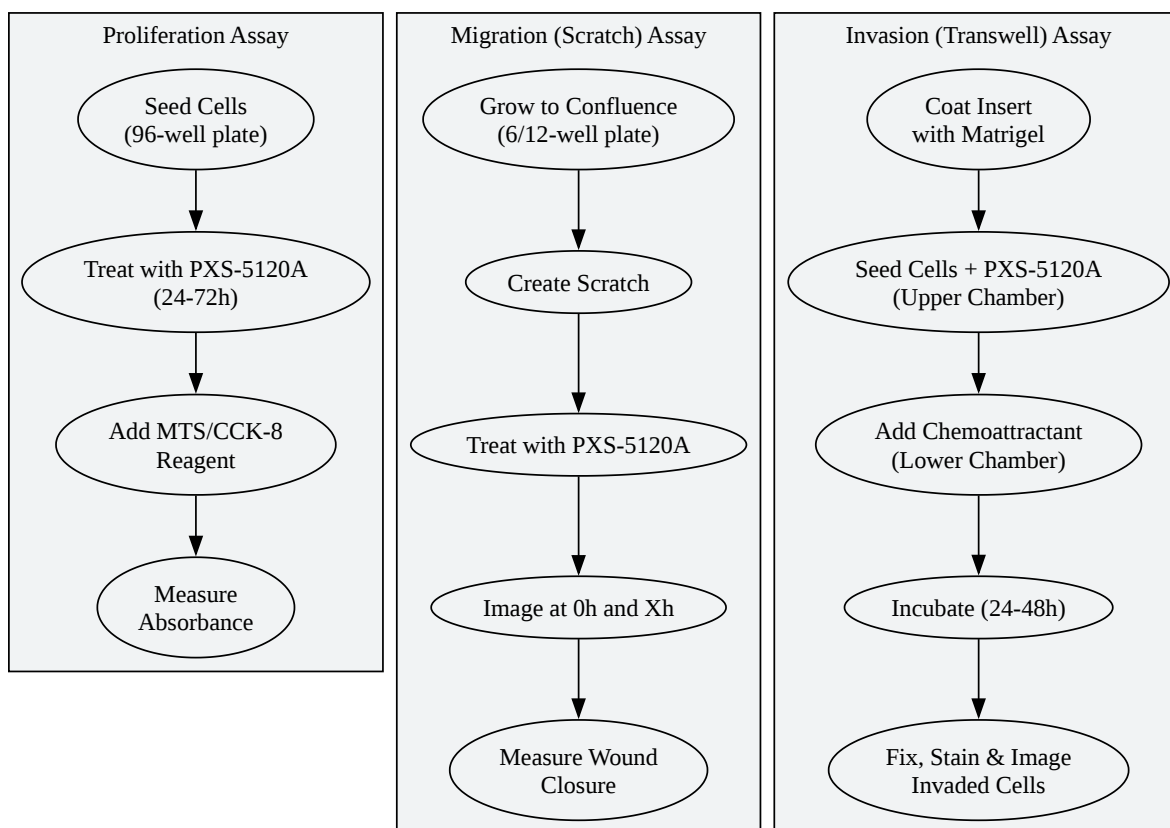 Proliferation Assay
Seed Cells
(96-well plate)
Treat with PXS-5120A
(24-72h)
Add MTS/CCK-8
Reagent
Measure
Absorbance
Migration (Scratch) Assay
Grow to Confluence
(6/12-well plate)
Create Scratch
Treat with PXS-5120A
Image at 0h and Xh
Measure Wound
Closure
Invasion (Transwell) Assay
Coat Insert
with Matrigel
Seed Cells + PXS-5120A
(Upper Chamber)
Add Chemoattractant
(Lower Chamber)
Incubate (24-48h)
Fix, Stain & Image
Invaded Cells